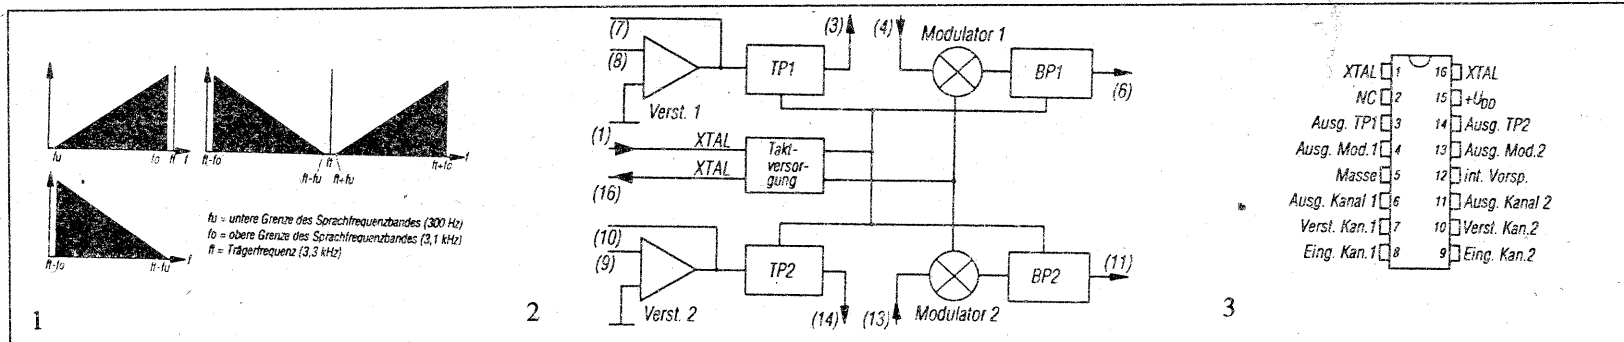 fu
fo
ft
f
ft-fo
ft
ft-fu
ft+fu
ft+fo
f
ft-fo
ft-fu
f
fu = untere Grenze des Sprachfrequenzbandes (300 Hz)
fo = obere Grenze des Sprachfrequenzbandes (3,1 kHz)
ft = Trägerfrequenz (3,3 kHz)
1
(7)
(8)
Verst. 1
TP1
(3)
(4)
Modulator 1
BP1
(6)
(1)
XTAL
Takt-
versor-
gung
XTAL
(16)
(10)
(9)
Verst. 2
TP2
(14)
(13)
Modulator 2
BP2
(11)
2
XTAL 1 16 XTAL
NC 2 15 +UDD
Ausg. TP1 3 14 Ausg. TP2
Ausg. Mod.1 4 13 Ausg. Mod.2
Masse 5 12 int. Vorsp.
Ausg. Kanal 1 6 11 Ausg. Kanal 2
Verst. Kan.1 7 10 Verst. Kan.2
Eing. Kan.1 8 9 Eing. Kan.2
3